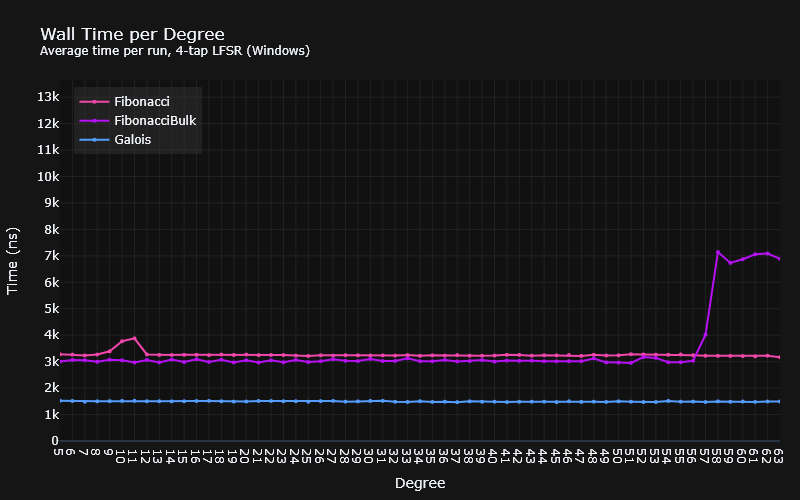 Wall Time per Degree
Average time per run, 4-tap LFSR (Windows)
Fibonacci
FibonacciBulk
Galois
13k
12k
11k
10k
9k
8k
7k
6k
5k
4k
3k
2k
1k
0
Time (ns)
5 6 7 8 9 10 11 12 13 14 15 16 17 18 19 20 21 22 23 24 25 26 27 28 29 30 31 32 33 34 35 36 37 38 39 40 41 42 43 44 45 46 47 48 49 50 51 52 53 54 55 56 57 58 59 60 61 62 63
Degree